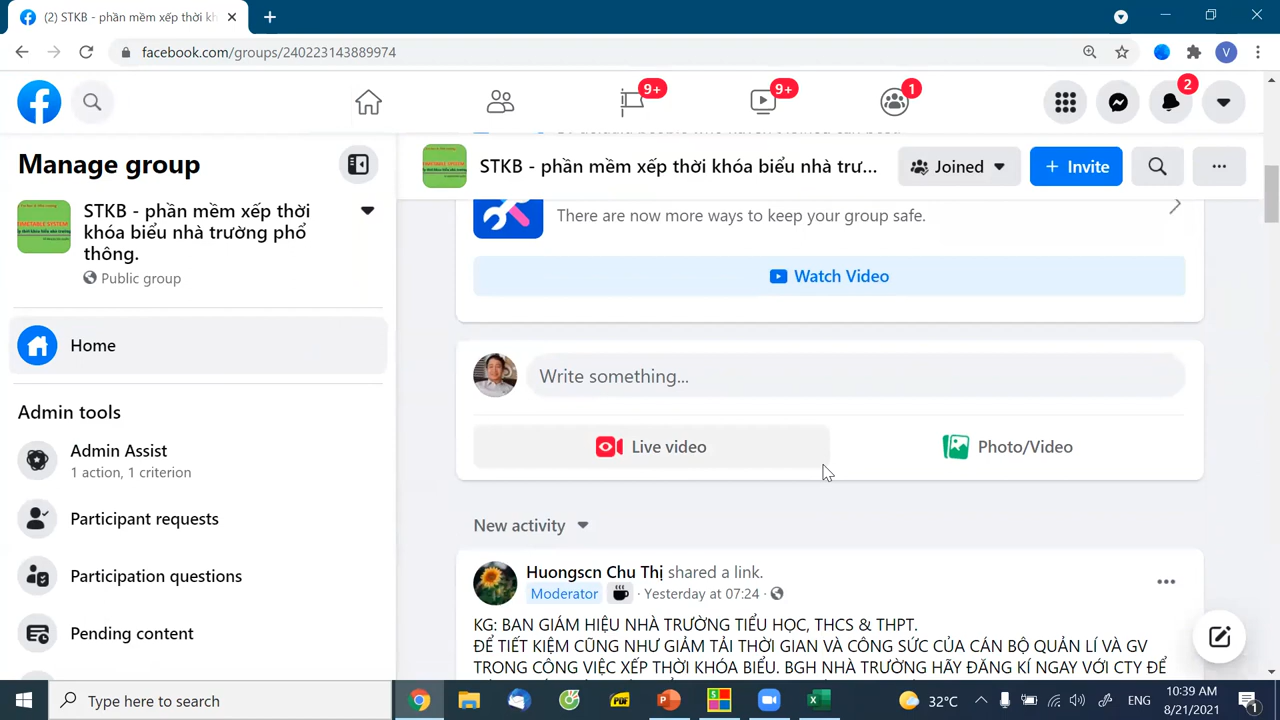 (2) STKB - phần mềm xếp thời kh
facebook.com/groups/240223143889974
V
9+
9+
1
2
Manage group
STKB - phần mềm xếp thời
khóa biểu nhà trường phổ
thông.
Public group
Home
Admin tools
Admin Assist
1 action, 1 criterion
Participant requests
Participation questions
Pending content
STKB - phần mềm xếp thời khóa biểu nhà trư...
Joined
+ Invite
There are now more ways to keep your group safe.
Watch Video
Write something...
Live video
Photo/Video
New activity
Huongscn Chu Thị shared a link.
Moderator · Yesterday at 07:24 ·
KG: BAN GIÁM HIỆU NHÀ TRƯỜNG TIỂU HỌC, THCS & THPT.
ĐỂ TIẾT KIỆM CŨNG NHƯ GIẢM TẢI THỜI GIAN VÀ CÔNG SỨC CỦA CÁN BỘ QUẢN LÍ VÀ GV
TRONG CÔNG VIỆC XẾP THỜI KHÓA BIỂU. BGH NHÀ TRƯỜNG HÃY ĐĂNG KÍ NGAY VỚI CTY ĐỂ
Type here to search
PDF
32°C
ENG
10:39 AM
8/21/2021
1